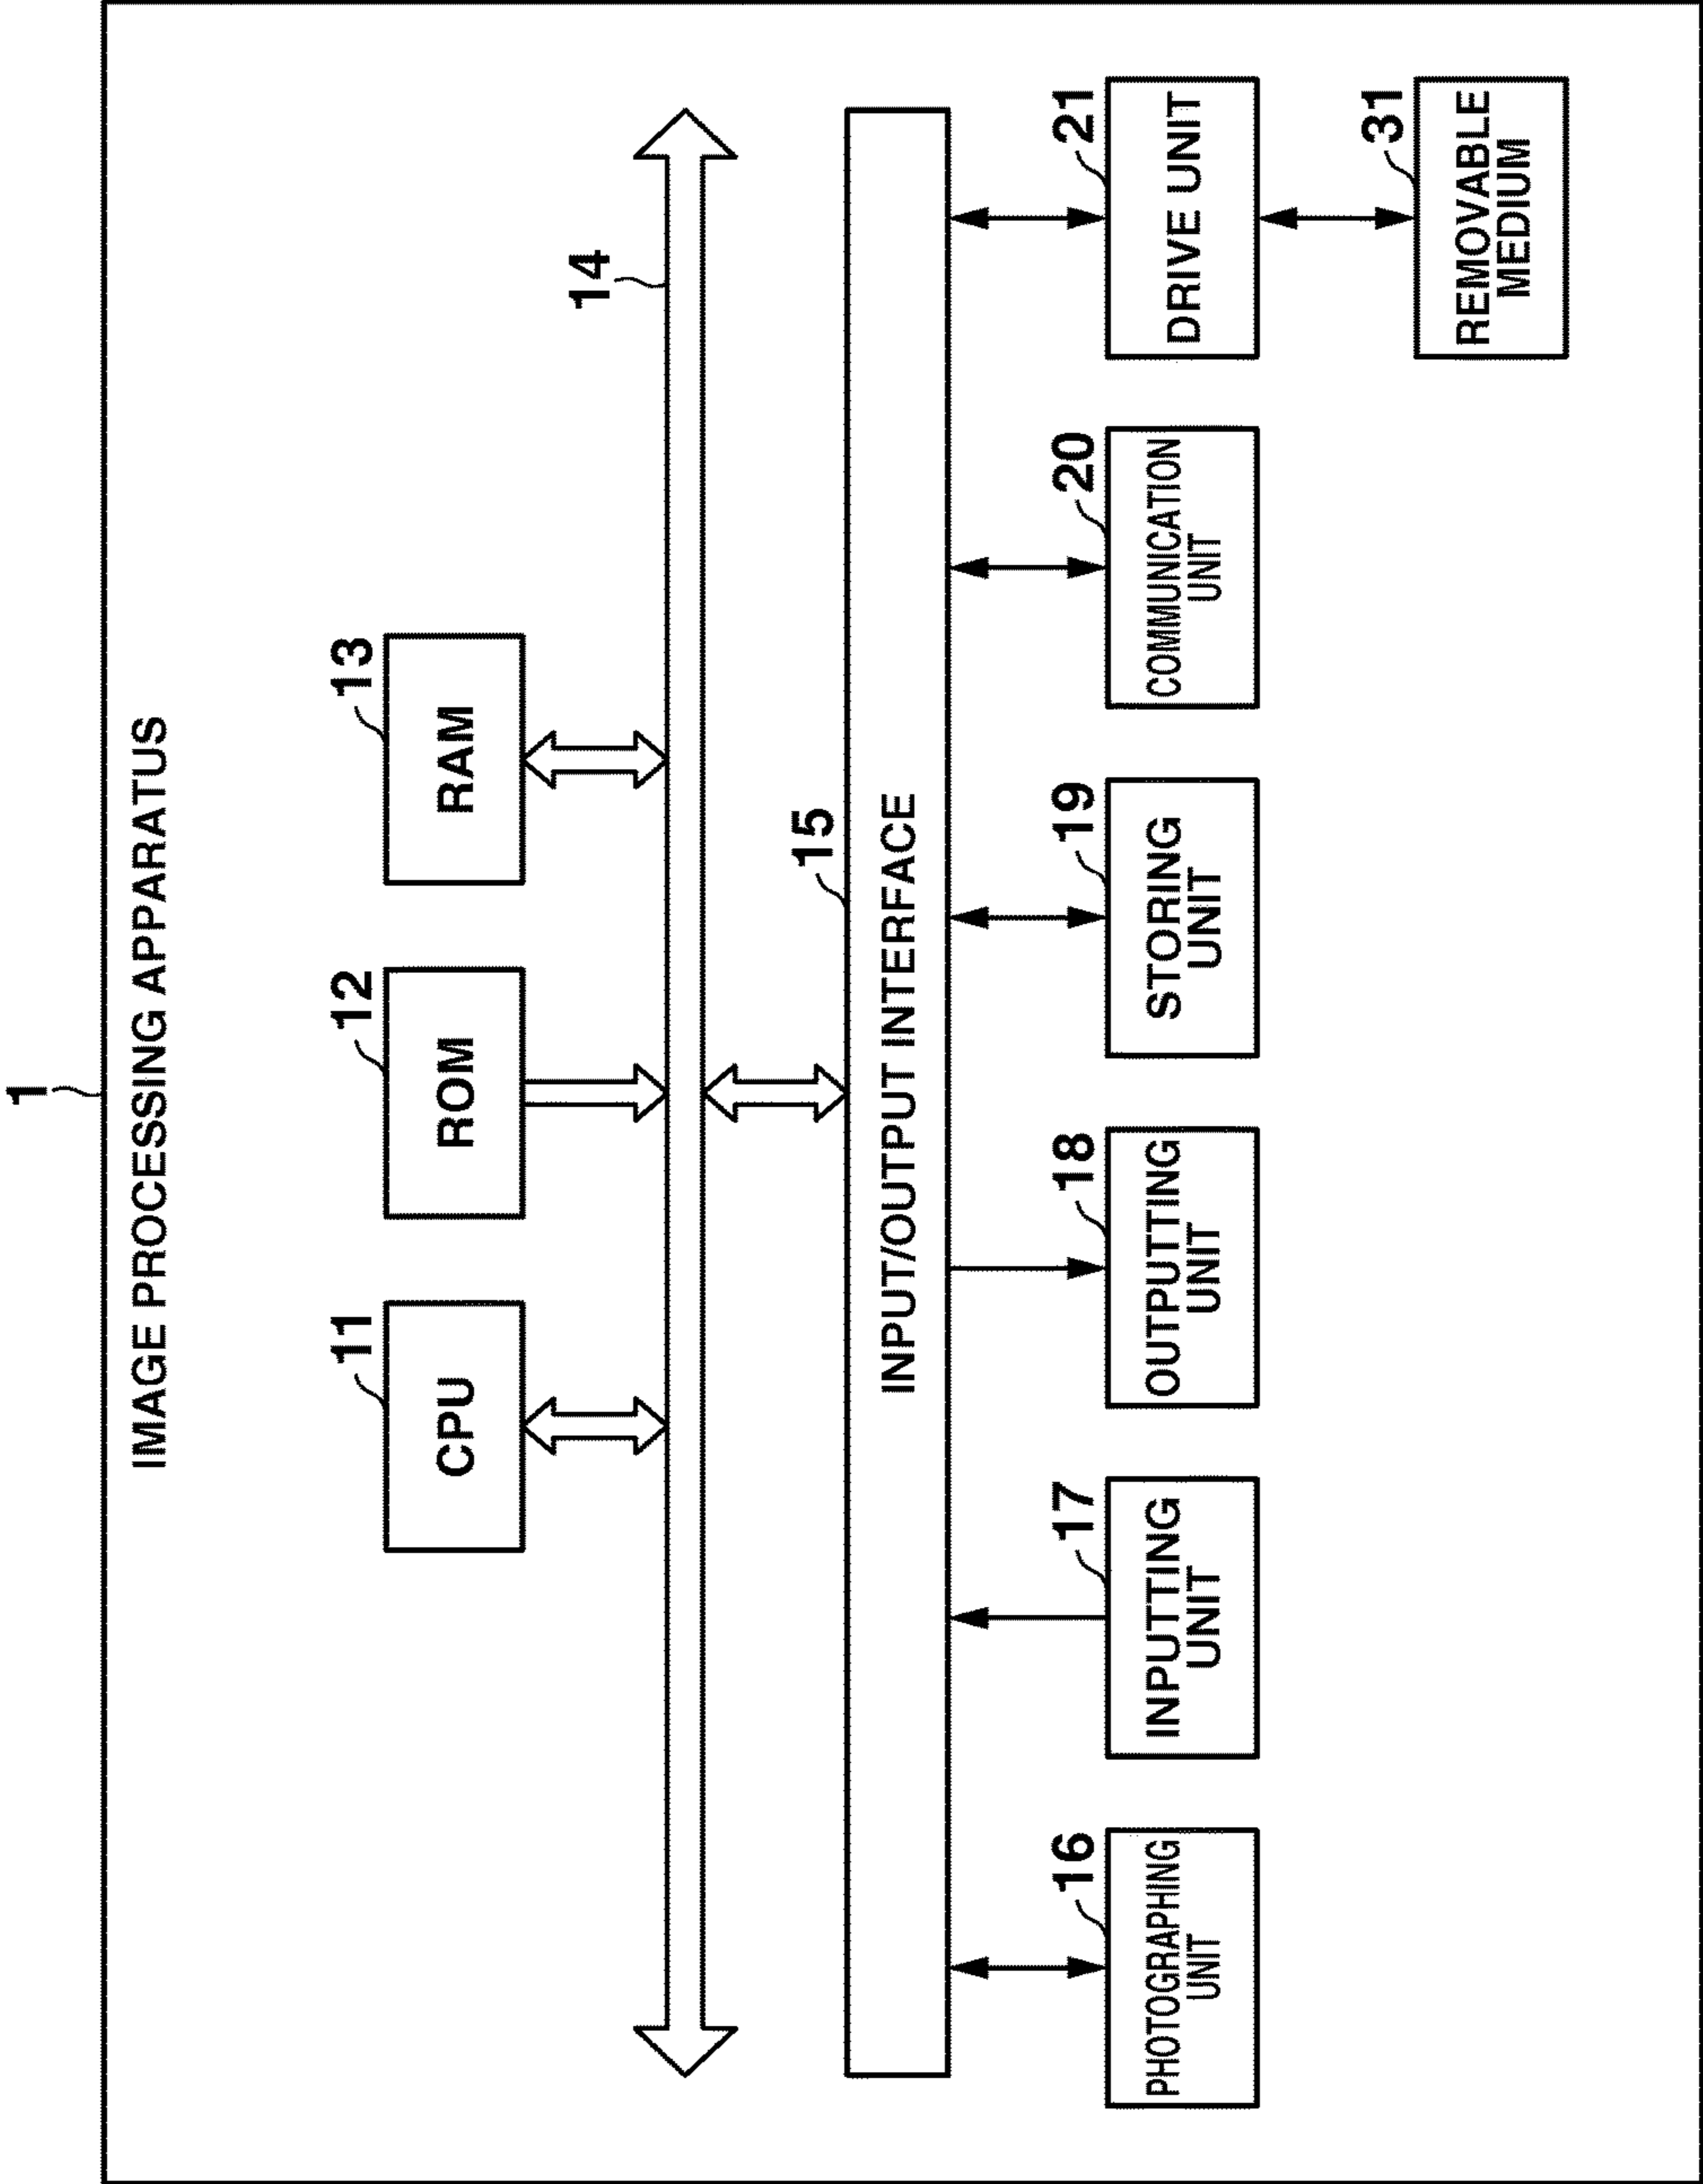 1
IMAGE PROCESSING APPARATUS
11
CPU
12
ROM
13
RAM
14
15
INPUT/OUTPUT INTERFACE
16
PHOTOGRAPHING
UNIT
17
INPUTTING
UNIT
18
OUTPUTTING
UNIT
19
STORING
UNIT
20
COMMUNICATION
UNIT
21
DRIVE UNIT
31
REMOVABLE
MEDIUM